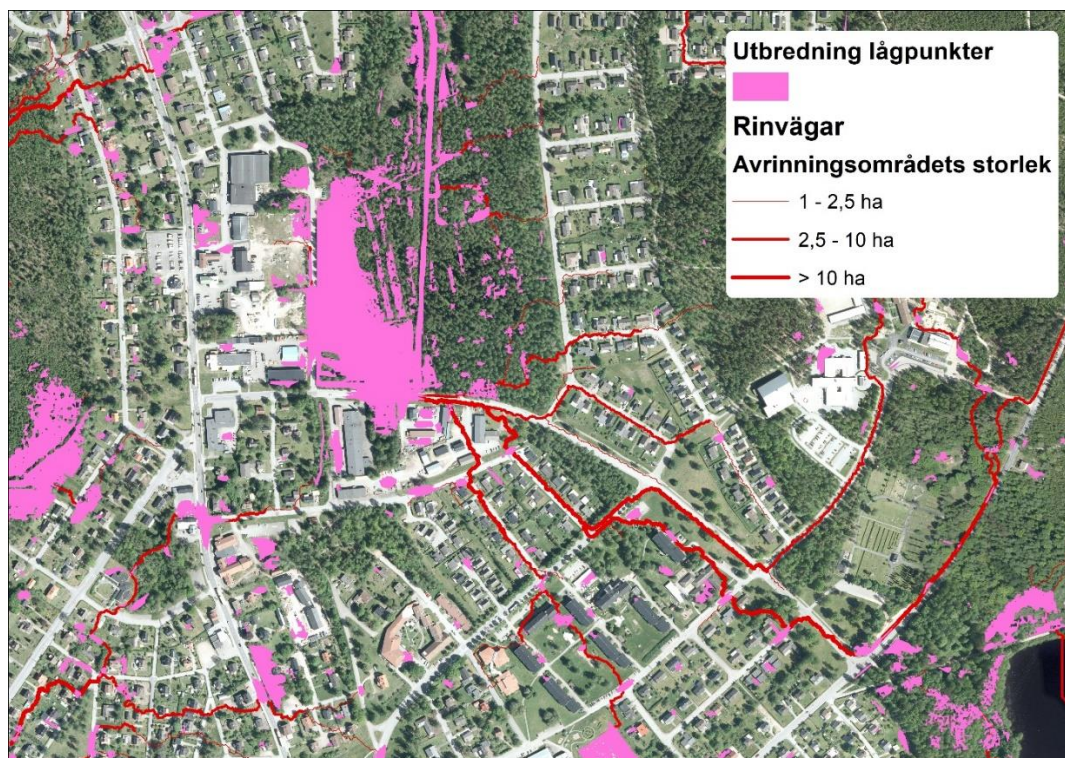 Utbredning lågpunkter
Rinvägar
Avrinningsområdets storlek
1 - 2,5 ha
2,5 - 10 ha
> 10 ha